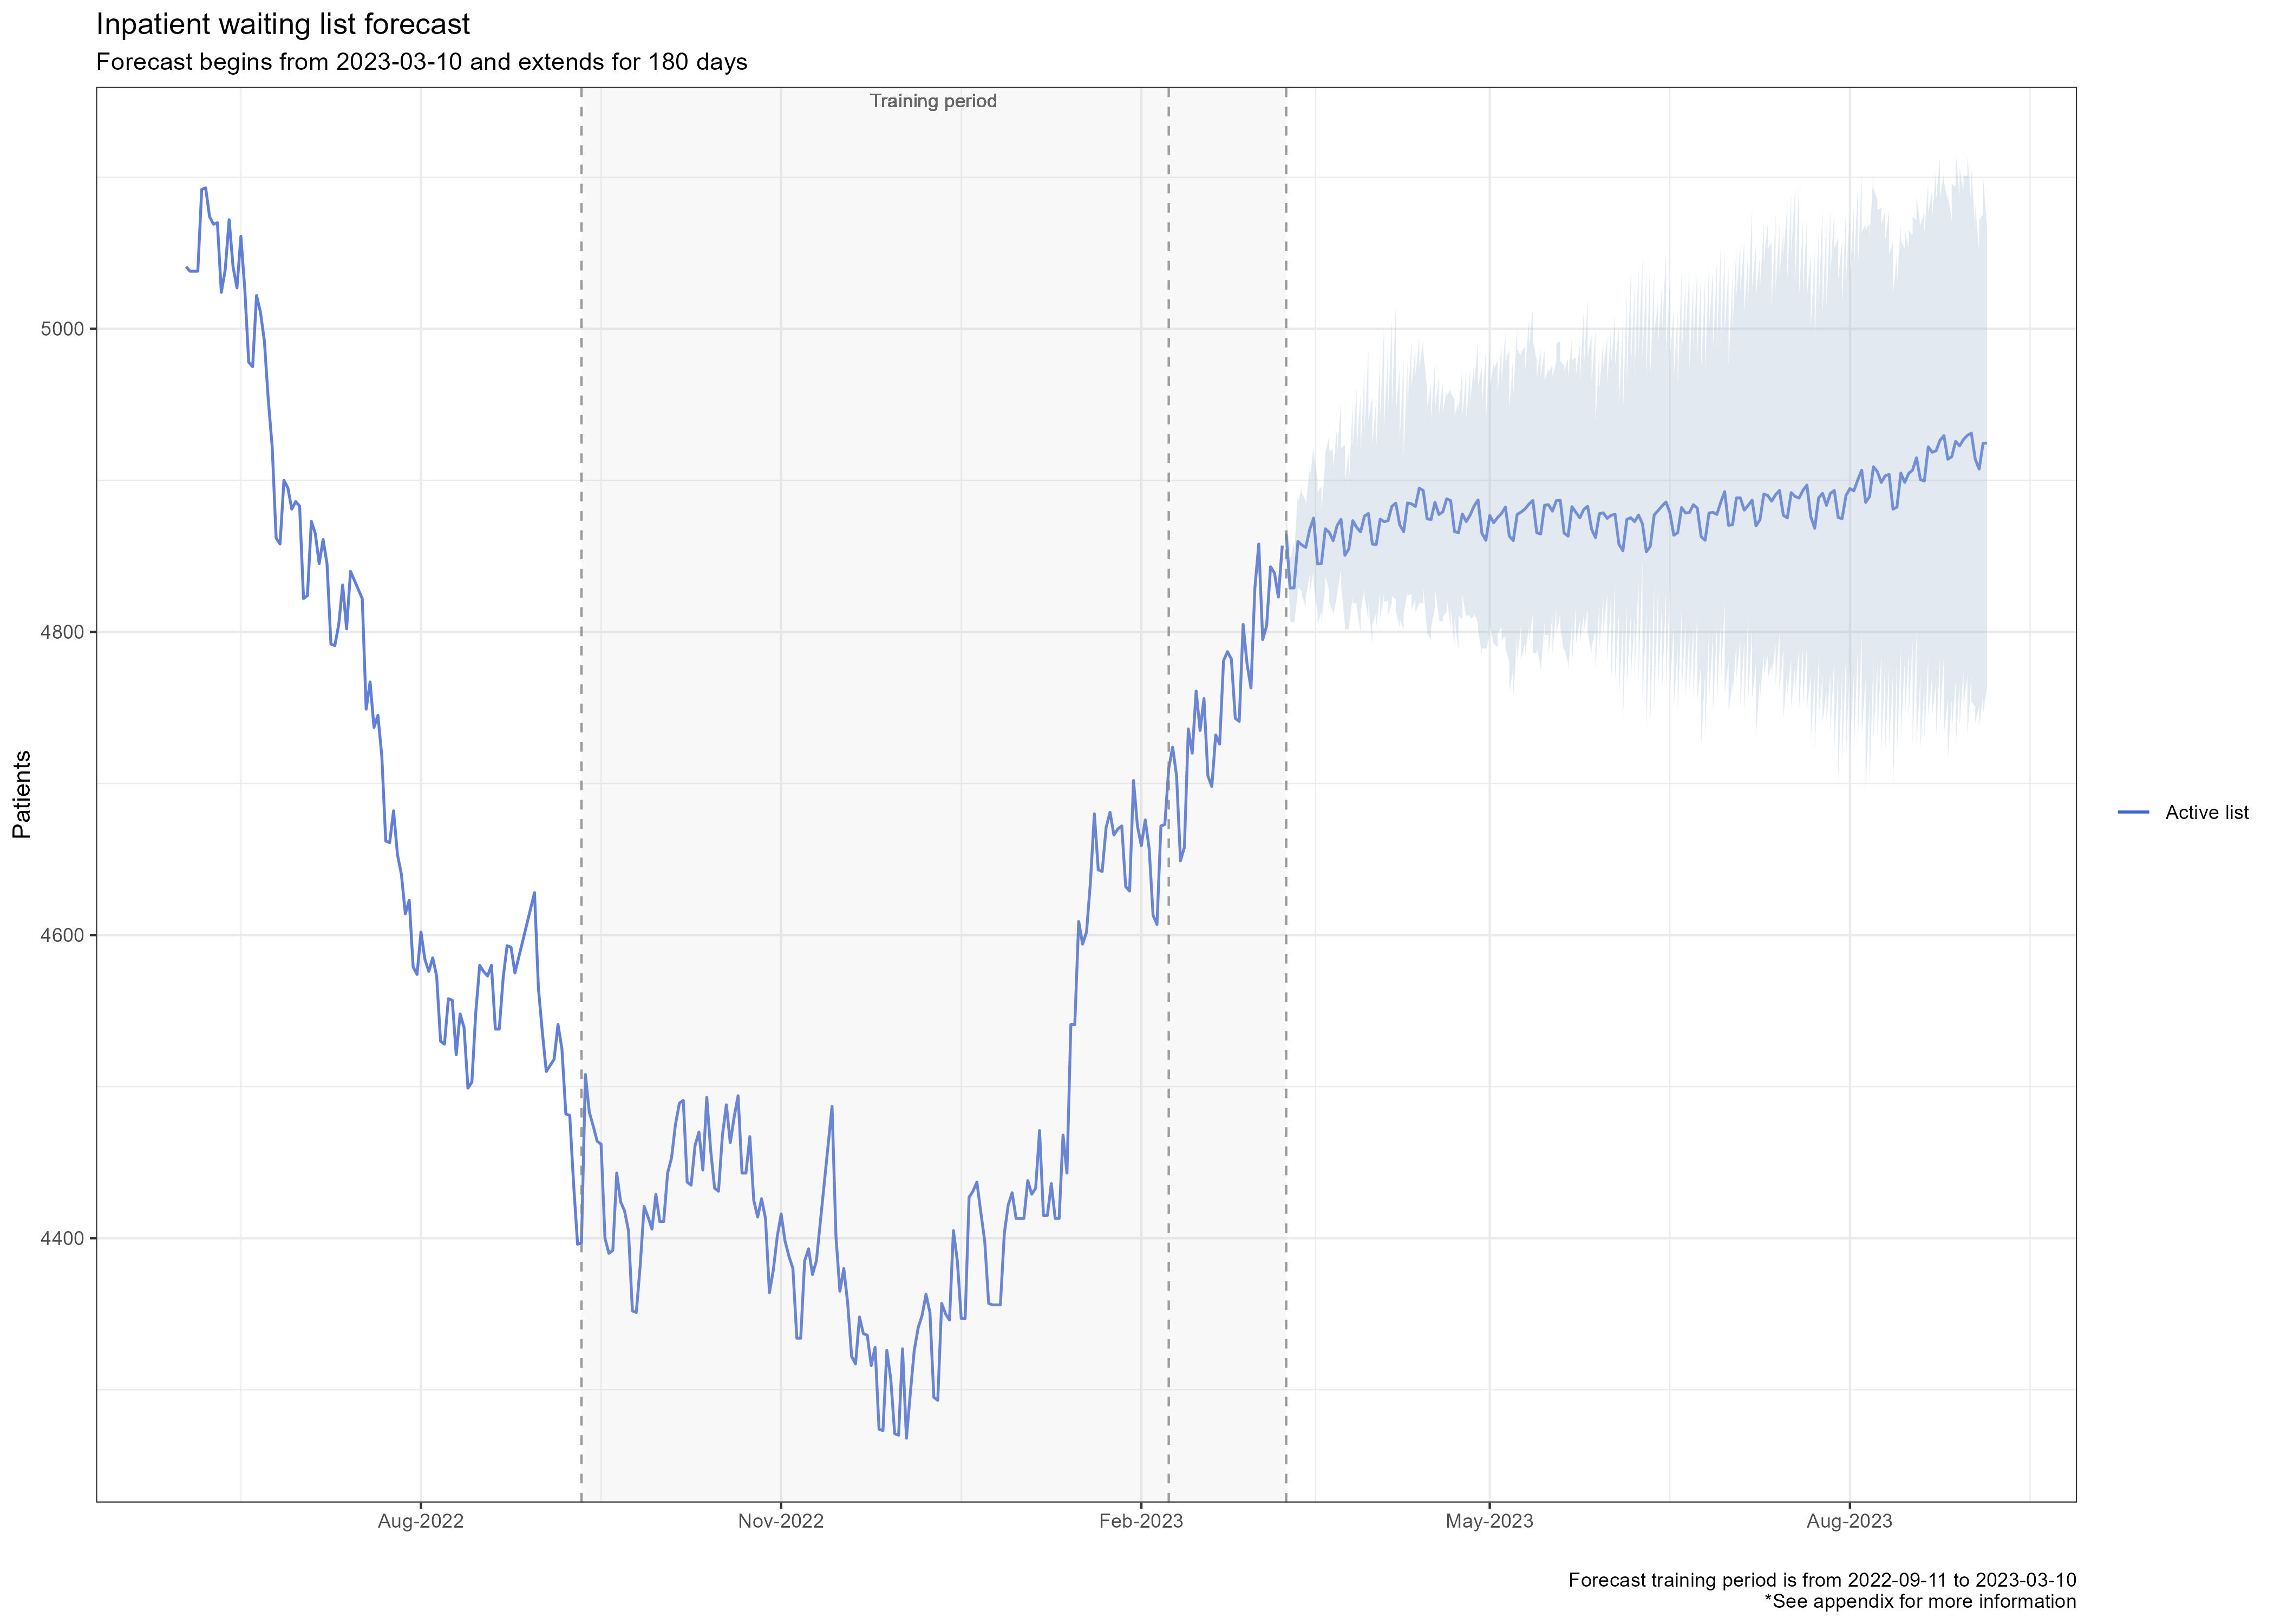 Inpatient waiting list forecast
Forecast begins from 2023-03-10 and extends for 180 days
Training period
Patients
5000
4800
4600
4400
Active list
Aug-2022
Nov-2022
Feb-2023
May-2023
Aug-2023
Forecast training period is from 2022-09-11 to 2023-03-10
*See appendix for more information